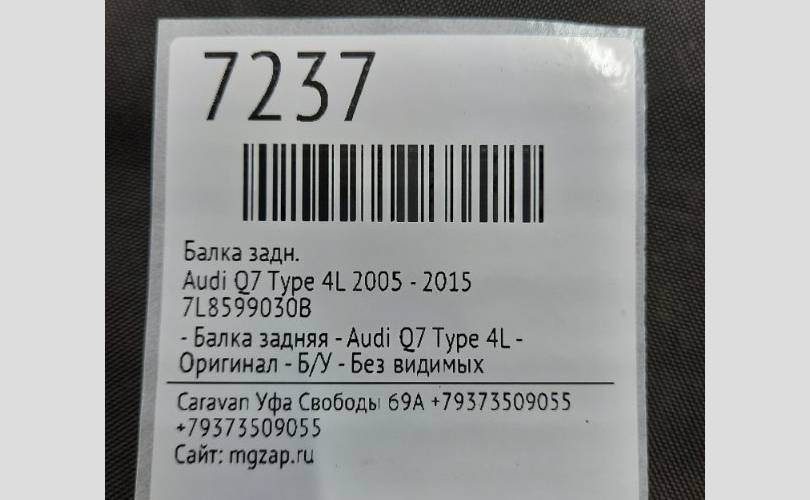 7237
Балка задн.
Audi Q7 Type 4L 2005 - 2015
7L8599030B
- Балка задняя - Audi Q7 Type 4L -
Оригинал - Б/У - Без видимых
Caravan Уфа Свободы 69А +79373509055
+79373509055
Сайт: mgzap.ru